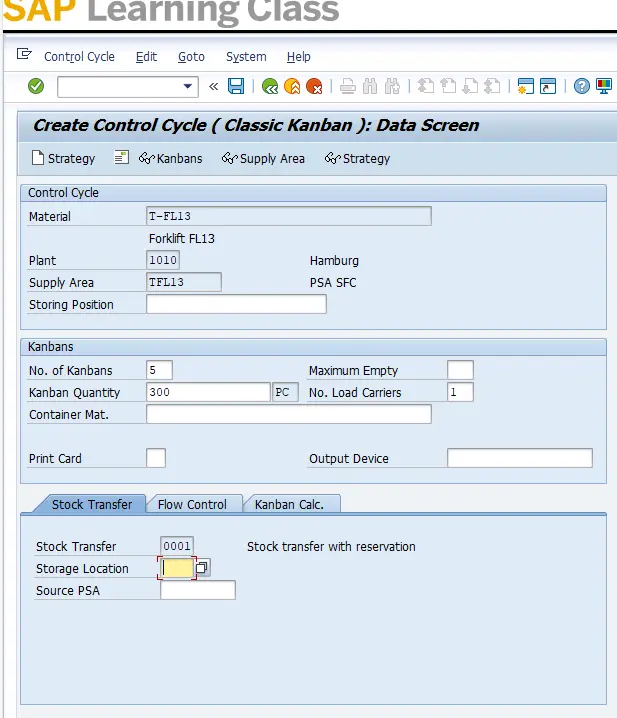 SAP Learning Class
Control Cycle Edit Goto System Help
Create Control Cycle ( Classic Kanban ): Data Screen
Strategy Kanbans Supply Area Strategy
Control Cycle
Material T-FL13
Forklift FL13
Plant 1010 Hamburg
Supply Area TFL13 PSA SFC
Storing Position
Kanbans
No. of Kanbans 5 Maximum Empty
Kanban Quantity 300 PC No. Load Carriers 1
Container Mat.
Print Card Output Device
Stock Transfer Flow Control Kanban Calc.
Stock Transfer 0001 Stock transfer with reservation
Storage Location
Source PSA